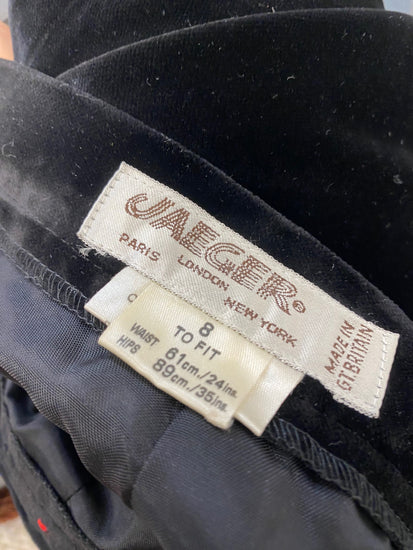 JAEGER
PARIS LONDON NEW YORK
MADE IN
GT. BRITAIN
8
TO FIT
WAIST 61cm./24ins.
HIPS 89cm./35ins.